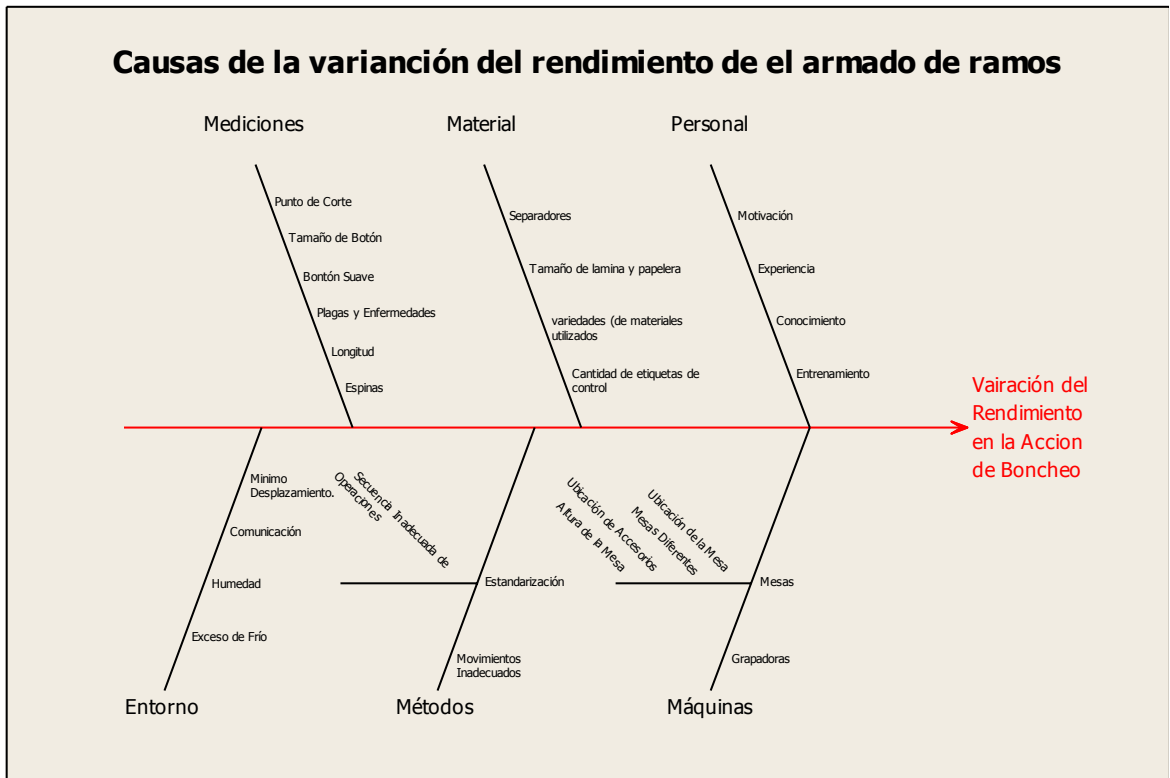 Causas de la varianción del rendimiento de el armado de ramos
Mediciones
Material
Personal
Punto de Corte
Tamaño de Botón
Bontón Suave
Plagas y Enfermedades
Longitud
Espinas
Separadores
Tamaño de lamina y papelera
variedades (de materiales
utilizados
Cantidad de etiquetas de
control
Motivación
Experiencia
Conocimiento
Entrenamiento
Vairación del
Rendimiento
en la Accion
de Boncheo
Minimo
Desplazamiento.
Comunicación
Humedad
Exceso de Frío
Secuencia Inadecuada de
Operaciones
Estandarización
Movimientos
Inadecuados
Ubicación de la Mesa
Mesas Diferentes
Ubicación de Accesorios
Altura de la Mesa
Mesas
Grapadoras
Entorno
Métodos
Máquinas